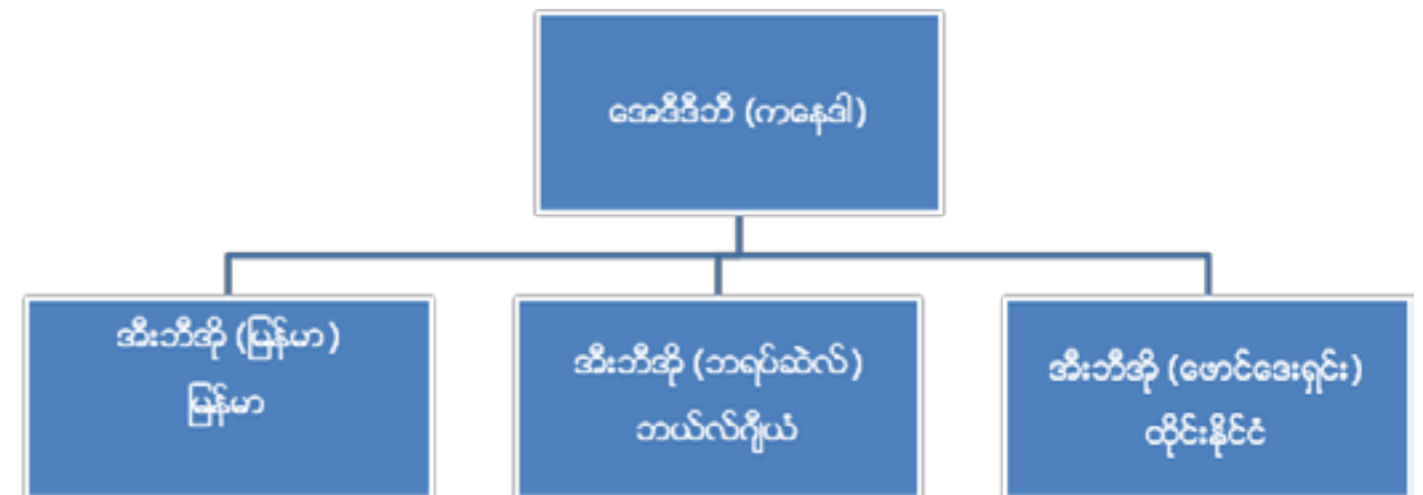 အေဒီဒီဘီ (ကနေဒါ)
အီးဘီအို (မြန်မာ)
မြန်မာ
အီးဘီအို (ဘရပ်ဆဲလ်)
ဘယ်လ်ဂျီယံ
အီးဘီအို (ဖောင်ဒေးရှင်း)
ထိုင်းနိုင်ငံ